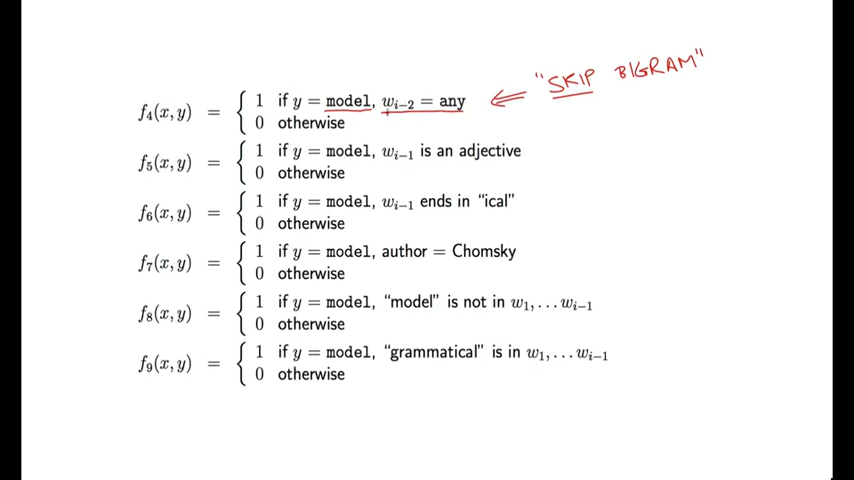 "SKIP BIGRAM"
f₄(x, y) = { 1 if y = model, wᵢ₋₂ = any
0 otherwise
f₅(x, y) = { 1 if y = model, wᵢ₋₁ is an adjective
0 otherwise
f₆(x, y) = { 1 if y = model, wᵢ₋₁ ends in “ical”
0 otherwise
f₇(x, y) = { 1 if y = model, author = Chomsky
0 otherwise
f₈(x, y) = { 1 if y = model, “model” is not in w₁, . . . wᵢ₋₁
0 otherwise
f₉(x, y) = { 1 if y = model, “grammatical” is in w₁, . . . wᵢ₋₁
0 otherwise